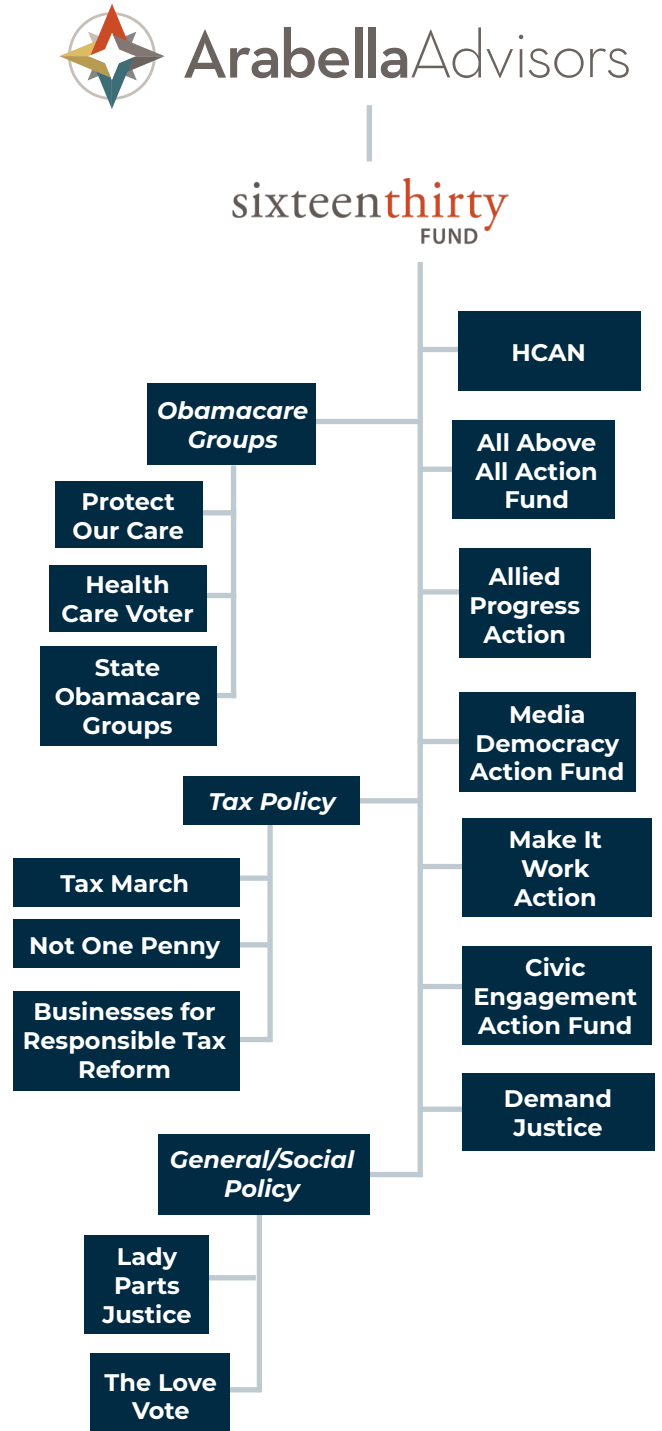 ArabellaAdvisors
sixteenthirty
FUND
HCAN
Obamacare
Groups
All Above
All Action
Fund
Protect
Our Care
Allied
Progress
Action
Health
Care Voter
State
Obamacare
Groups
Media
Democracy
Action Fund
Tax Policy
Make It
Work
Action
Tax March
Not One Penny
Civic
Engagement
Action Fund
Businesses for
Responsible Tax
Reform
Demand
Justice
General/Social
Policy
Lady
Parts
Justice
The Love
Vote